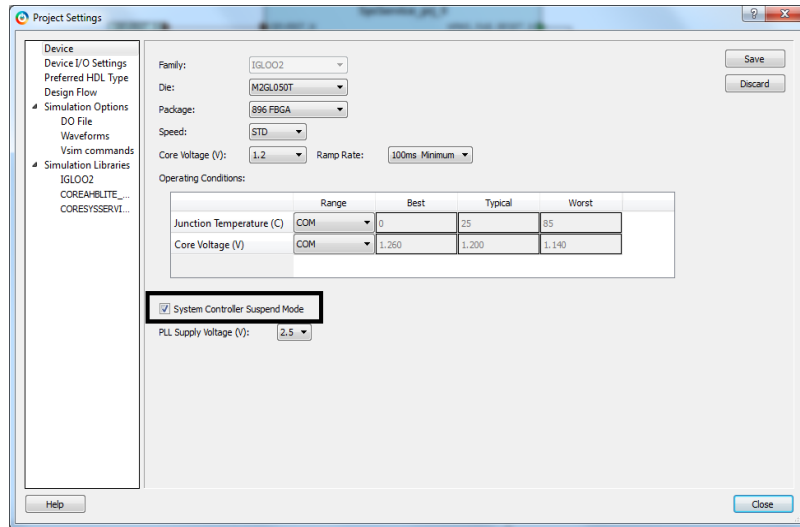 Project Settings
Device
Device I/O Settings
Preferred HDL Type
Design Flow
Simulation Options
DO File
Waveforms
Vsim commands
Simulation Libraries
IGLOO2
COREAHBLITE_...
CORESYSSERVI...
Family: IGLOO2
Die: M2GL050T
Package: 896 FBGA
Speed: STD
Core Voltage (V): 1.2 Ramp Rate: 100ms Minimum
Operating Conditions:
Range Best Typical Worst
Junction Temperature (C) COM 0 25 85
Core Voltage (V) COM 1.260 1.200 1.140
System Controller Suspend Mode
PLL Supply Voltage (V): 2.5
Save
Discard
Help
Close